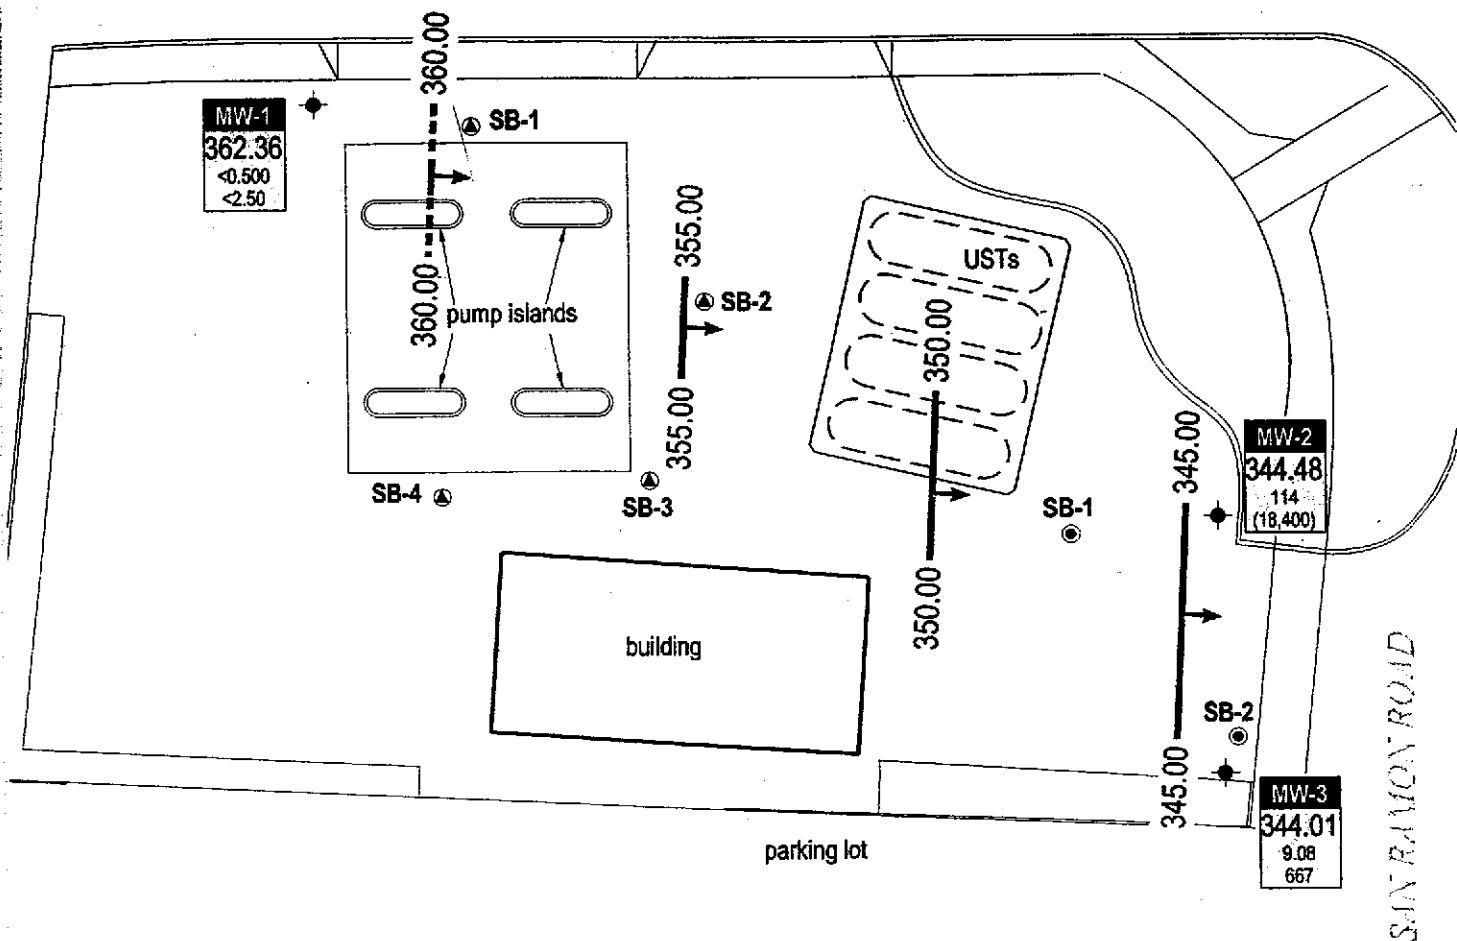 360.00
MW-1
362.36
<0.500
<2.50
SB-1
360.00
pump islands
355.00
355.00
SB-2
USTs
350.00
350.00
SB-4
SB-3
SB-1
345.00
345.00
MW-2
344.48
114
(18,400)
building
SB-2
MW-3
344.01
9.08
667
parking lot
SAN RAMON ROAD